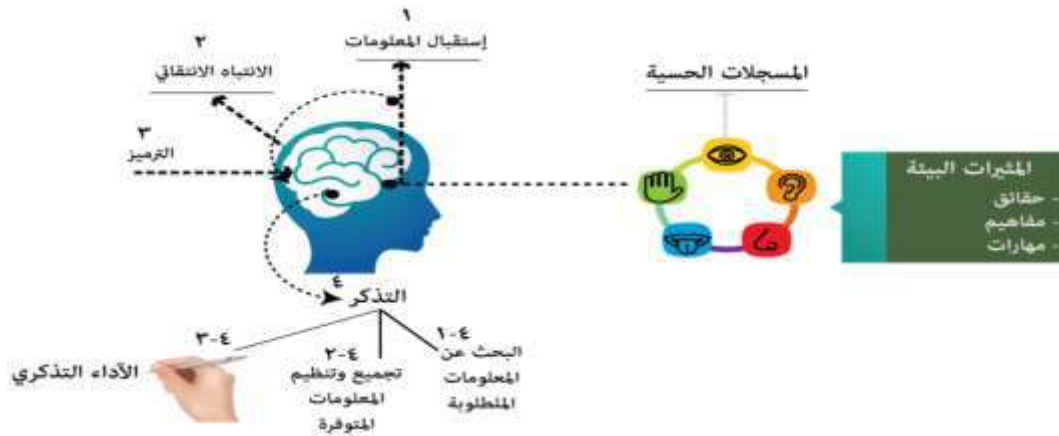 المثيرات البيئة
- حقائق
- مفاهيم
- مهارات
المسجلات الحسية
١
إستقبال المعلومات
٢
الانتباه الانتقائي
٣
الترميز
٤
التذكر
٤-١
البحث عن
المعلومات
المطلوبة
٤-٢
تجميع وتنظيم
المعلومات
المتوفرة
٤-٣
الآداء التذكري